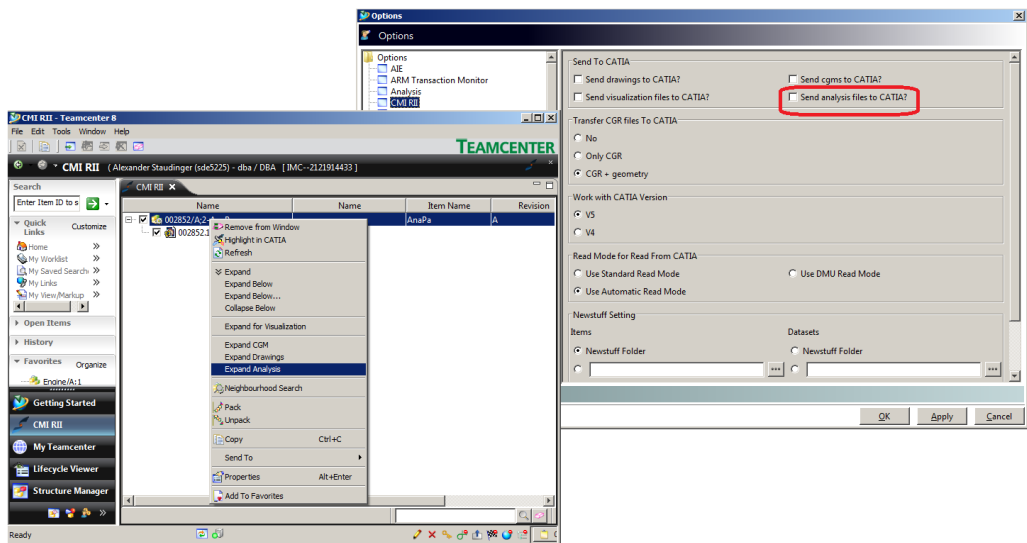 Options
Options
Options
AIE
ARM Transaction Monitor
Analysis
CMI RII
Send To CATIA
Send drawings to CATIA?
Send cgms to CATIA?
Send visualization files to CATIA?
Send analysis files to CATIA?
Transfer CGR files To CATIA
No
Only CGR
CGR + geometry
Work with CATIA Version
V5
V4
Read Mode for Read From CATIA
Use Standard Read Mode
Use DMU Read Mode
Use Automatic Read Mode
Newstuff Setting
Items
Datasets
Newstuff Folder
Newstuff Folder
OK
Apply
Cancel
CMI RII - Teamcenter 8
File Edit Tools Window Help
TEAMCENTER
CMI RII ( Alexander Staudinger (sde5225) - dba / DBA [ IMC--2121914433 ]
Search
CMI RII
Enter Item ID to s
Name Name Item Name Revision
002852/A;2-
AnaPa A
002852.1
Quick Links
Customize
Home
My Worklist
My Saved Search
My Links
My View/Markup
Open Items
History
Favorites
Organize
Engine/A:1
Getting Started
CMI RII
My Teamcenter
Lifecycle Viewer
Structure Manager
Remove from Window
Highlight in CATIA
Refresh
Expand
Expand Below
Expand Below...
Collapse Below
Expand for Visualization
Expand CGM
Expand Drawings
Expand Analysis
Neighbourhood Search
Pack
Unpack
Copy Ctrl+C
Send To
Properties Alt+Enter
Add To Favorites
Ready